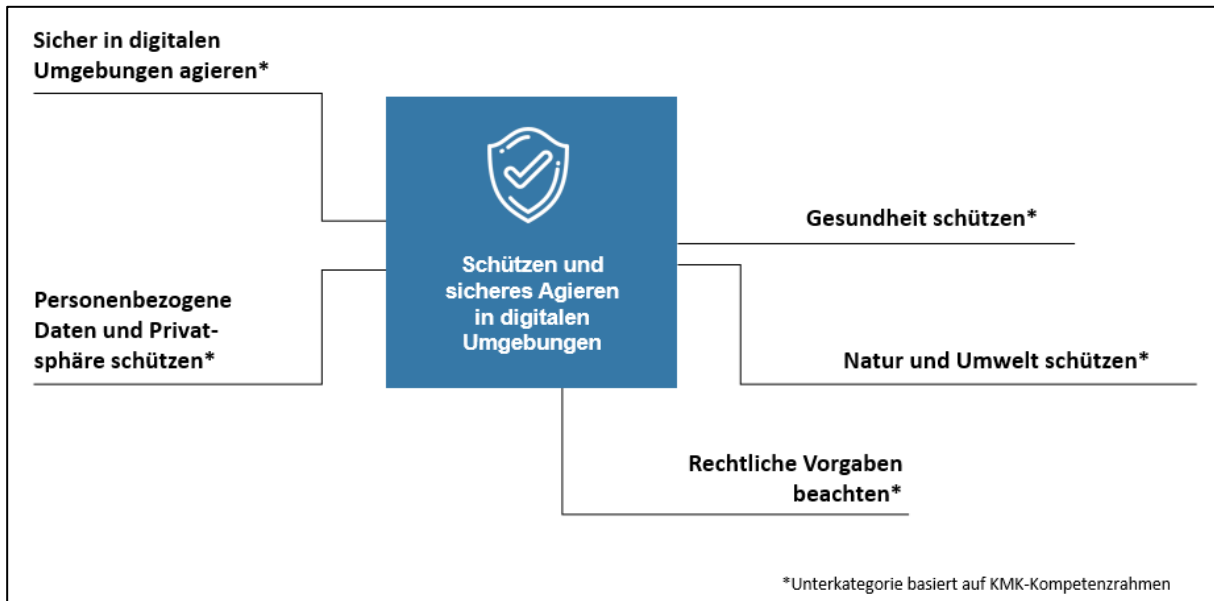 Sicher in digitalen
Umgebungen agieren*
Personenbezogene
Daten und Privat-
sphäre schützen*
Schützen und
sicheres Agieren
in digitalen
Umgebungen
Gesundheit schützen*
Natur und Umwelt schützen*
Rechtliche Vorgaben
beachten*
*Unterkategorie basiert auf KMK-Kompetenzrahmen